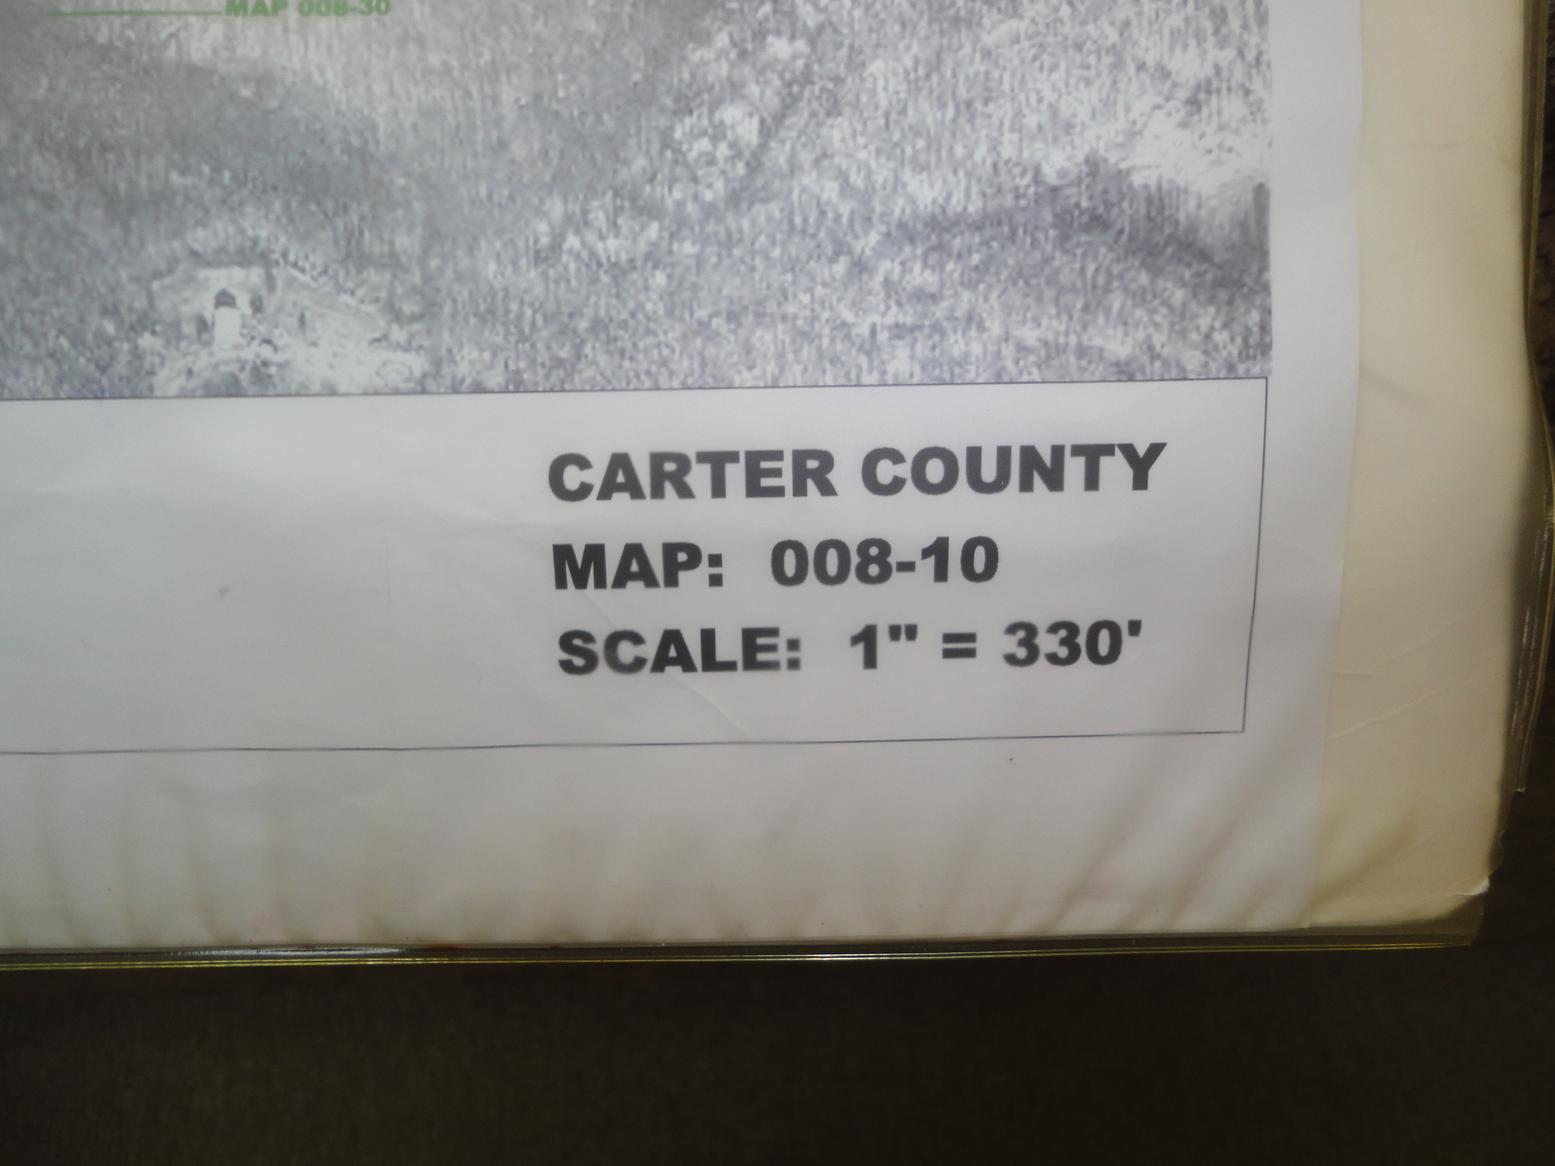 MAP 008-30
CARTER COUNTY
MAP: 008-10
SCALE: 1" = 330'